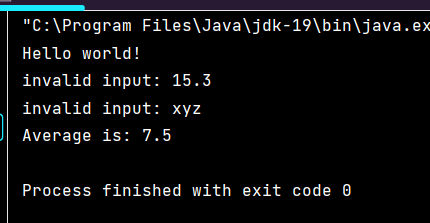 "C:\Program Files\Java\jdk-19\bin\java.ex
Hello world!
invalid input: 15.3
invalid input: xyz
Average is: 7.5
Process finished with exit code 0